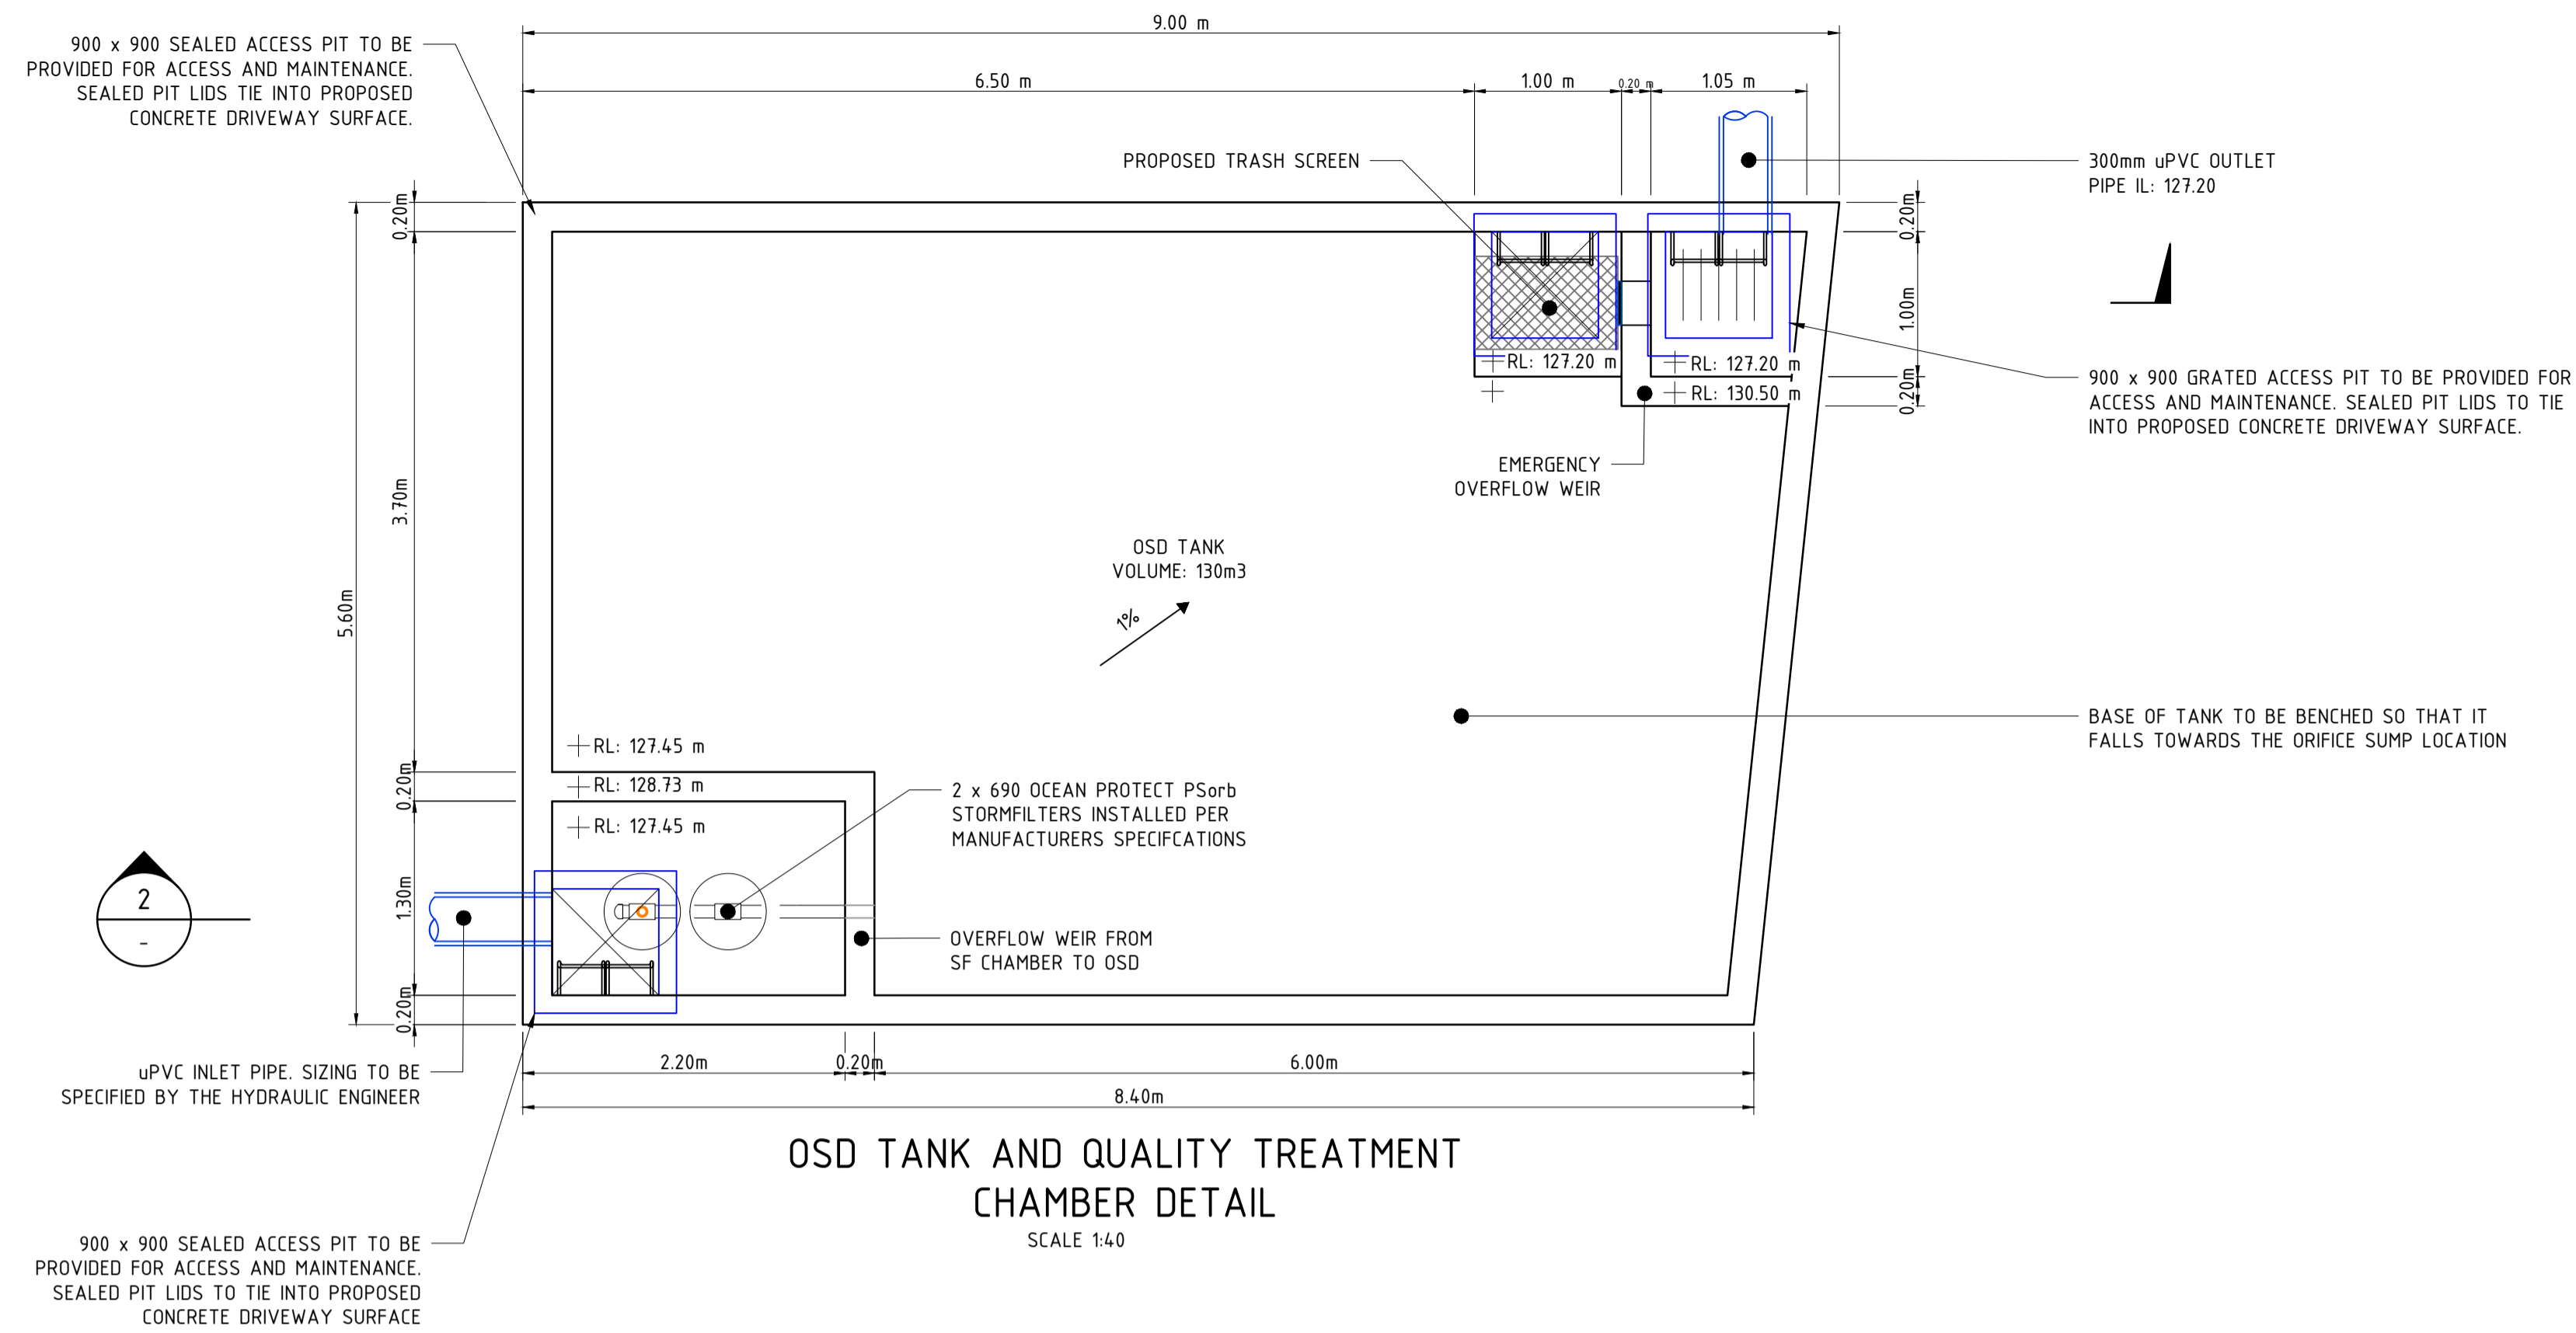 9.00 m
900 x 900 SEALED ACCESS PIT TO BE
PROVIDED FOR ACCESS AND MAINTENANCE.
SEALED PIT LIDS TIE INTO PROPOSED
CONCRETE DRIVEWAY SURFACE.
6.50 m
1.00 m
0.20 m
1.05 m
PROPOSED TRASH SCREEN
300mm uPVC OUTLET
PIPE IL: 127.20
0.20m
3.70m
5.60m
0.20m
1.30m
0.20m
0.20m
1.00m
0.20m
RL: 127.20 m
RL: 127.20 m
RL: 130.50 m
900 x 900 GRATED ACCESS PIT TO BE PROVIDED FOR
ACCESS AND MAINTENANCE. SEALED PIT LIDS TO TIE
INTO PROPOSED CONCRETE DRIVEWAY SURFACE.
EMERGENCY
OVERFLOW WEIR
OSD TANK
VOLUME: 130m3
1%
BASE OF TANK TO BE BENCHED SO THAT IT
FALLS TOWARDS THE ORIFICE SUMP LOCATION
RL: 127.45 m
RL: 128.73 m
RL: 127.45 m
2 x 690 OCEAN PROTECT PSorb
STORMFILTERS INSTALLED PER
MANUFACTURERS SPECIFCATIONS
2
-
OVERFLOW WEIR FROM
SF CHAMBER TO OSD
2.20m
0.20m
6.00m
8.40m
uPVC INLET PIPE. SIZING TO BE
SPECIFIED BY THE HYDRAULIC ENGINEER
OSD TANK AND QUALITY TREATMENT
CHAMBER DETAIL
SCALE 1:40
900 x 900 SEALED ACCESS PIT TO BE
PROVIDED FOR ACCESS AND MAINTENANCE.
SEALED PIT LIDS TO TIE INTO PROPOSED
CONCRETE DRIVEWAY SURFACE